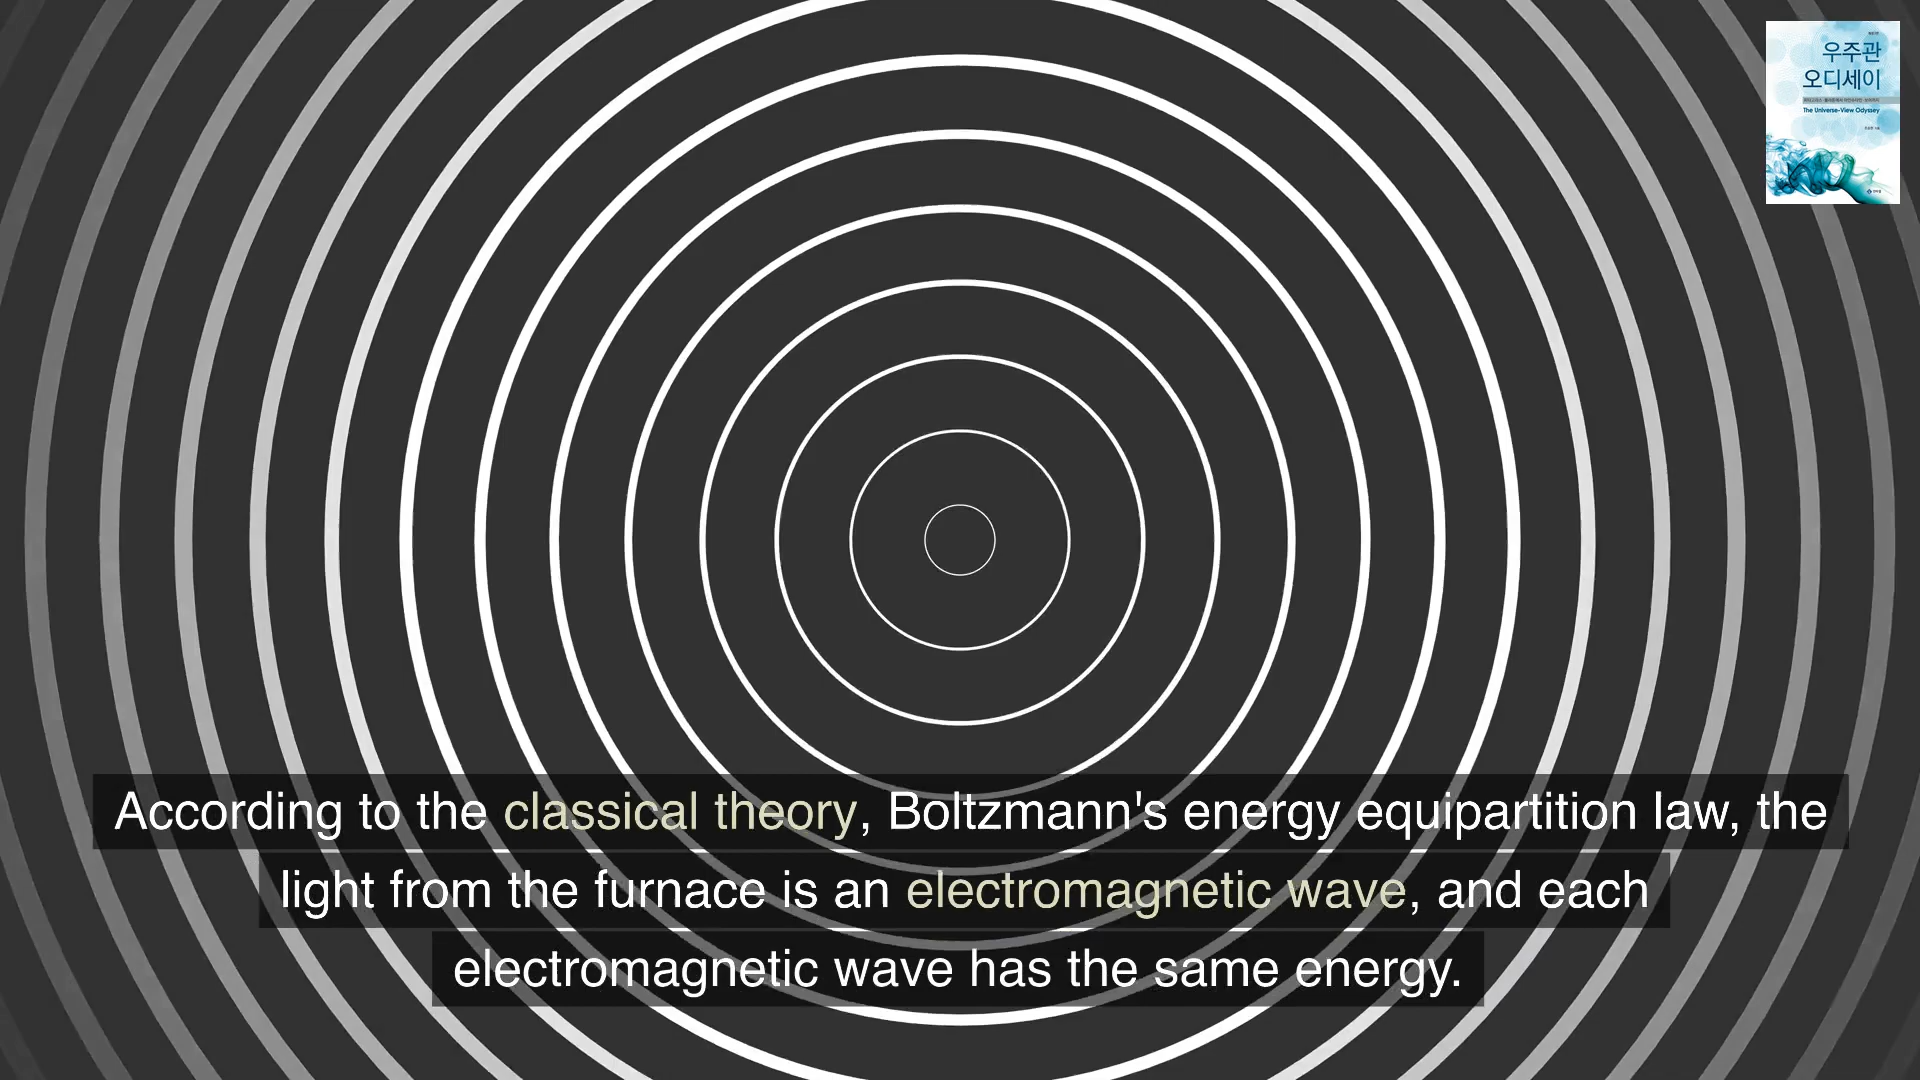 우주관
오디세이
The Universe-View Odyssey
According to the classical theory, Boltzmann's energy equipartition law, the
light from the furnace is an electromagnetic wave, and each
electromagnetic wave has the same energy.